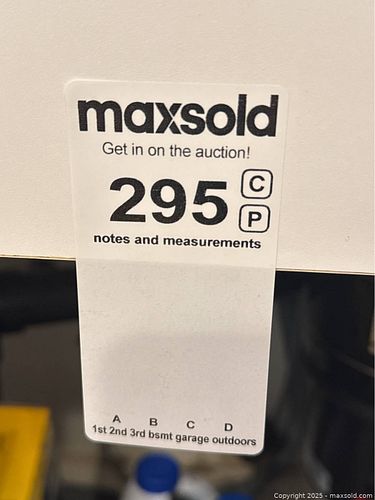 maxsold
Get in on the auction!
295 C
P
notes and measurements
A B C D
1st 2nd 3rd bsmt garage outdoors
Copyright 2025 - maxsold.com